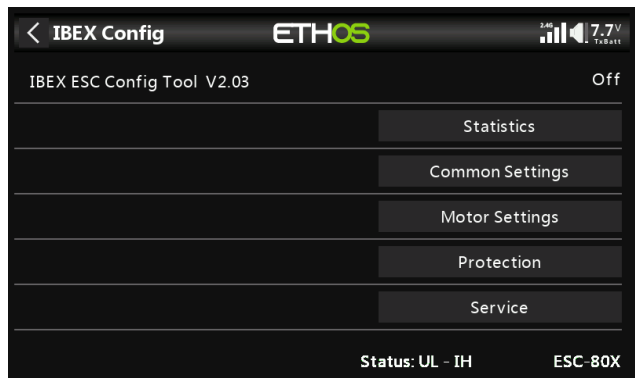 IBEX Config ETHOS 2.4G 7.7V
TxBatt
IBEX ESC Config Tool V2.03 Off
Statistics
Common Settings
Motor Settings
Protection
Service
Status: UL - IH ESC-80X